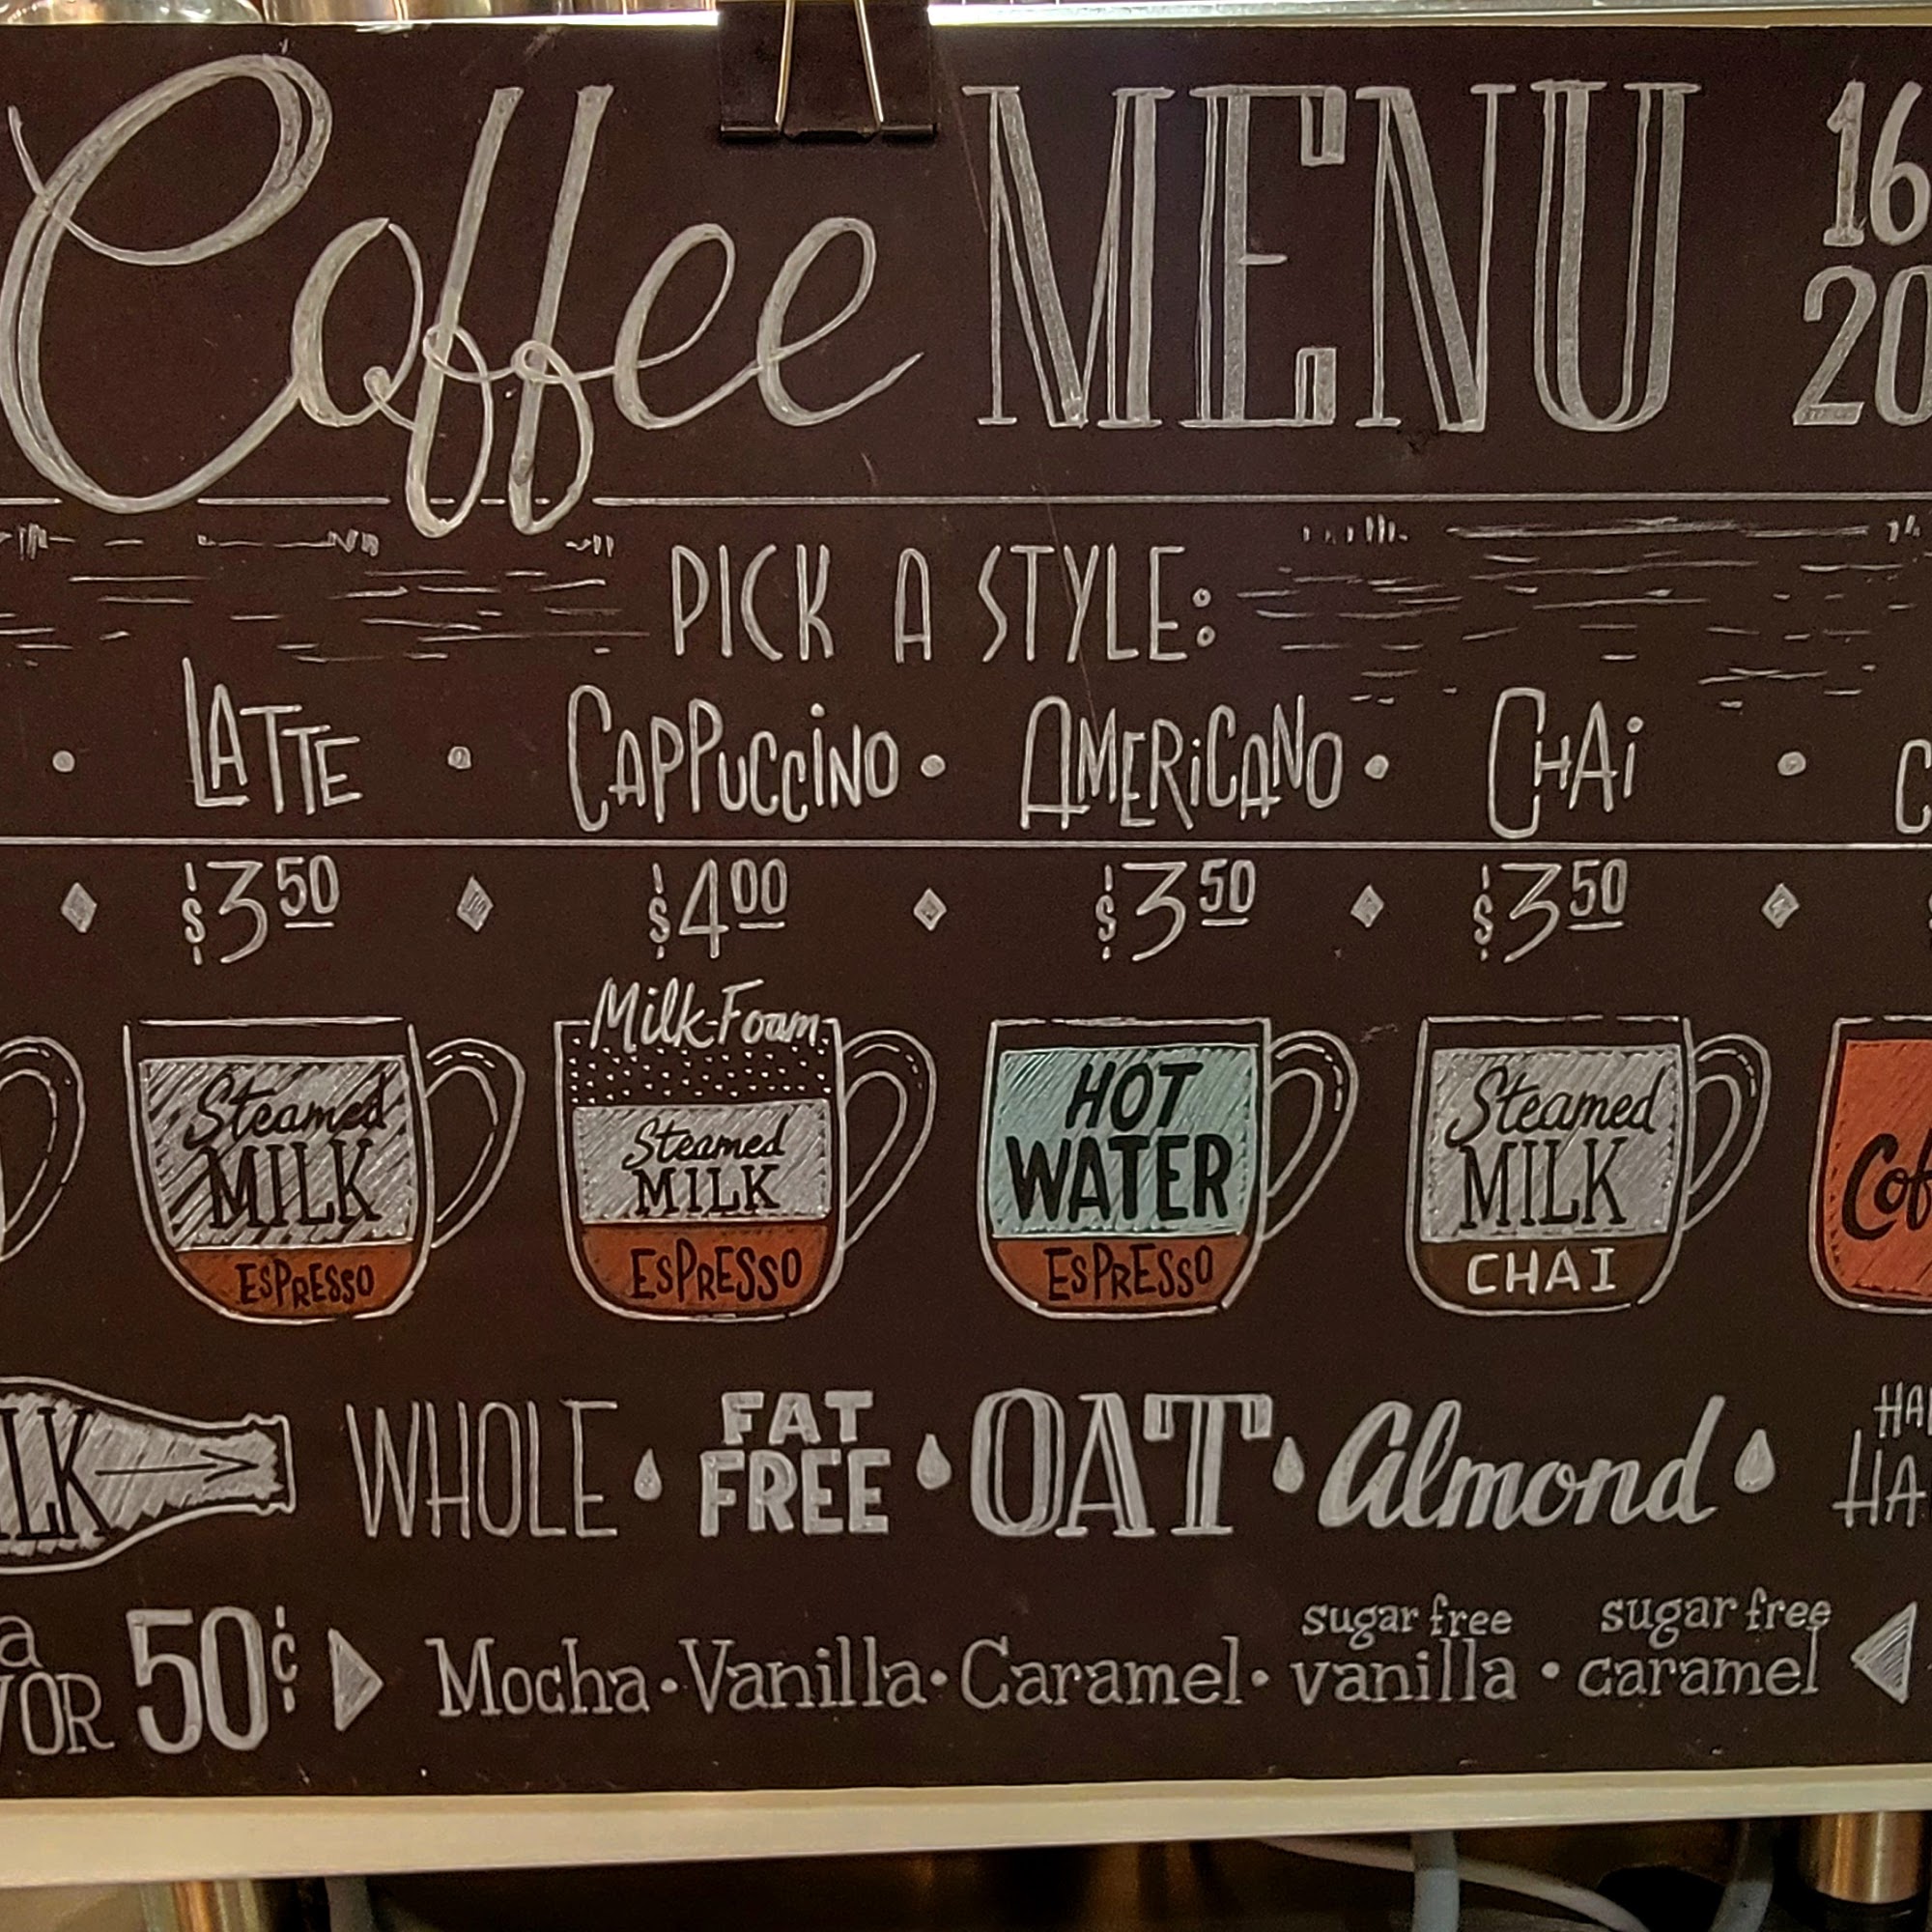 Coffee MENU 16
20
PICK A STYLE:
• LATTE • CAPPUCCINO • AMERICANO • CHAI •
$3.50 $4.00 $3.50 $3.50
Steamed MILK ESPRESSO
Milk Foam Steamed MILK ESPRESSO
HOT WATER ESPRESSO
Steamed MILK CHAI
WHOLE FAT FREE OAT Almond
50¢ Mocha • Vanilla • Caramel • sugar free vanilla • sugar free caramel